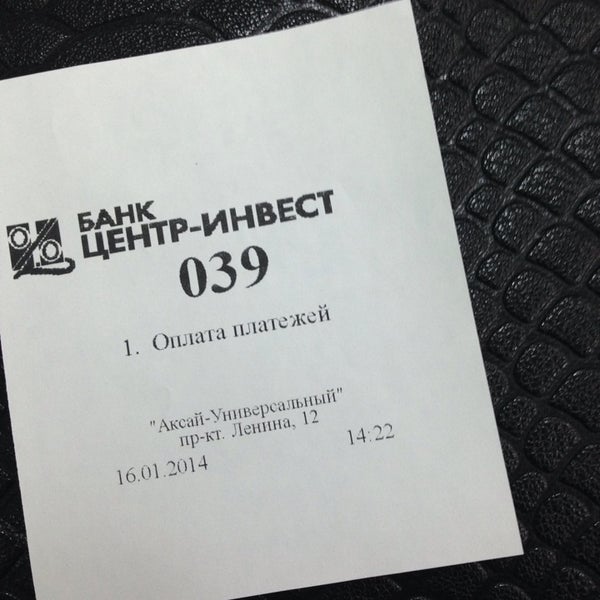 БАНК
ЦЕНТР-ИНВЕСТ
039
1. Оплата платежей
"Аксай-Универсальный"
пр-кт. Ленина, 12
16.01.2014 14:22